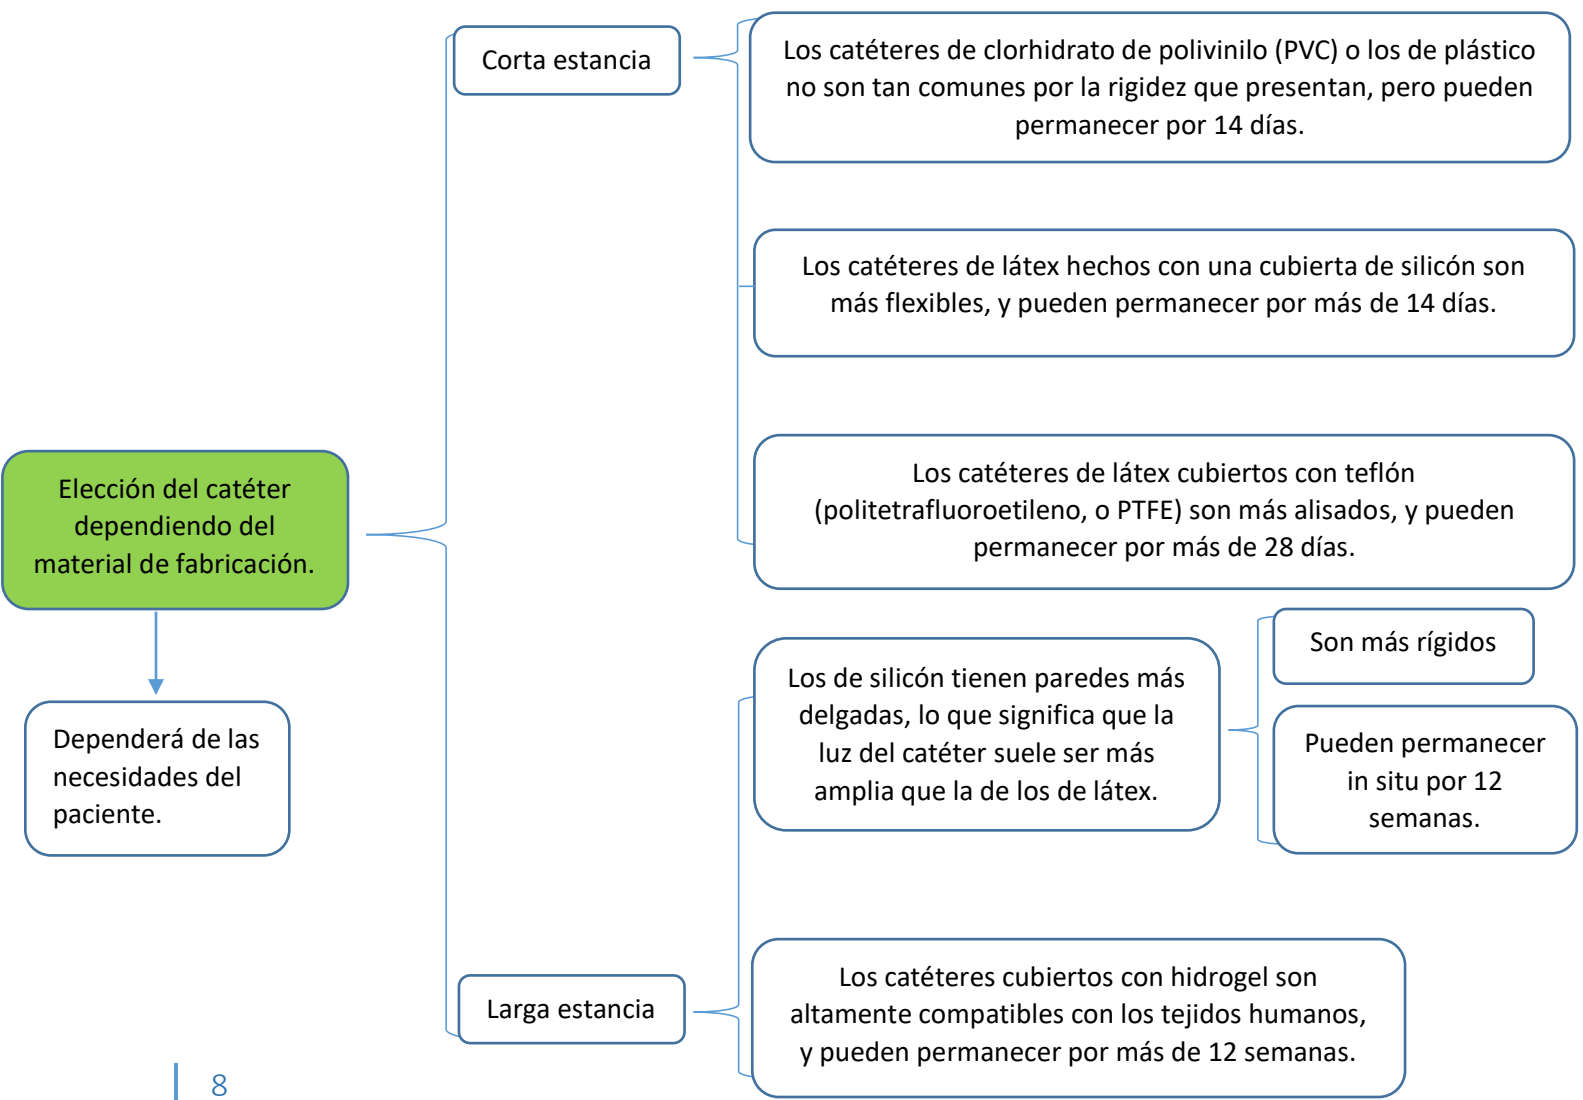 Corta estancia
Los catéteres de clorhidrato de polivinilo (PVC) o los de plástico
no son tan comunes por la rigidez que presentan, pero pueden
permanecer por 14 días.
Los catéteres de látex hechos con una cubierta de silicón son
más flexibles, y pueden permanecer por más de 14 días.
Los catéteres de látex cubiertos con teflón
(politetrafluoroetileno, o PTFE) son más alisados, y pueden
permanecer por más de 28 días.
Elección del catéter
dependiendo del
material de fabricación.
Dependerá de las
necesidades del
paciente.
Los de silicón tienen paredes más
delgadas, lo que significa que la
luz del catéter suele ser más
amplia que la de los de látex.
Son más rígidos
Pueden permanecer
in situ por 12
semanas.
Larga estancia
Los catéteres cubiertos con hidrogel son
altamente compatibles con los tejidos humanos,
y pueden permanecer por más de 12 semanas.
8